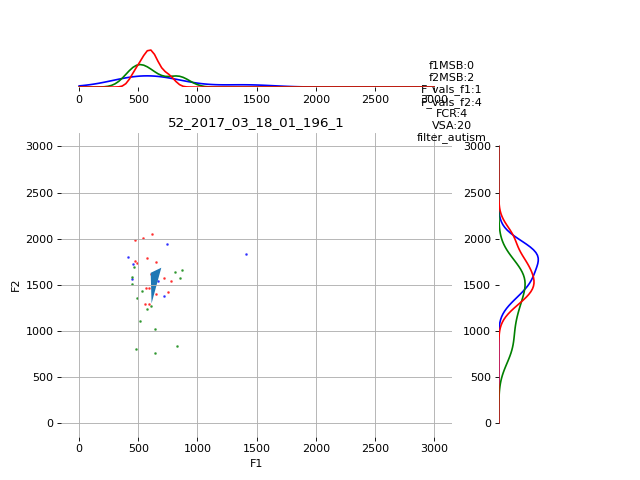 f1MSB:0
f2MSB:2
F_vals_f1:1
F_vals_f2:4
FCR:4
VSA:20
filter_autism
0 500 1000 1500 2000 2500 3000
52_2017_03_18_01_196_1
3000
2500
2000
1500
1000
500
0
F2
0 500 1000 1500 2000 2500 3000
F1
3000
2500
2000
1500
1000
500
0